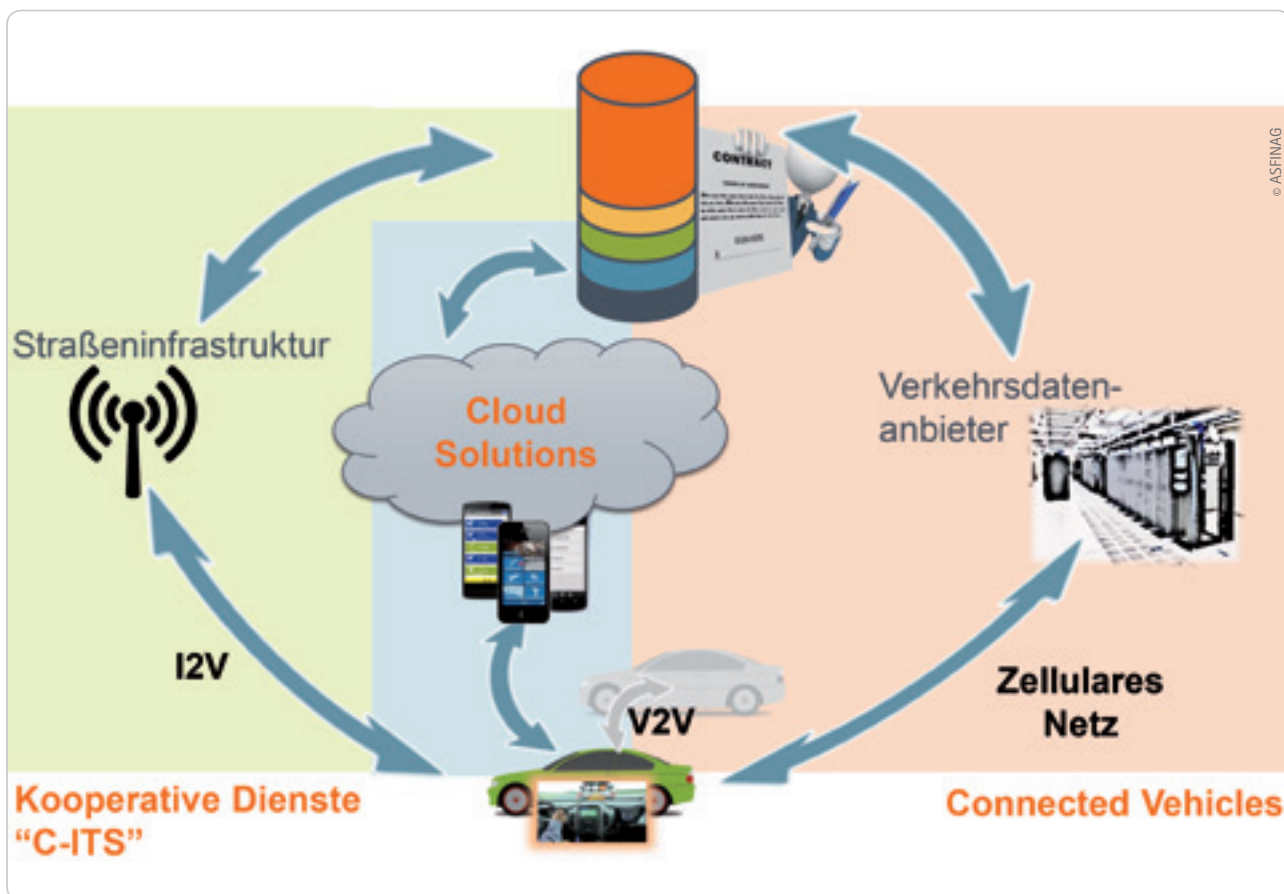 © ASFINAG
CONTRACT
Straßeninfrastruktur
Cloud
Solutions
Verkehrsdaten-
anbieter
I2V
V2V
Zellulares
Netz
Kooperative Dienste
“C-ITS”
Connected Vehicles